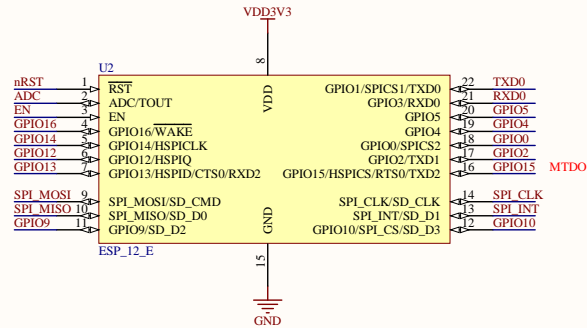 VDD3V3
8
U2
VDD
nRST 1 RST GPIO1/SPICS1/TXD0 22 TXD0
ADC 2 ADC/TOUT GPIO3/RXD0 21 RXD0
EN 3 EN GPIO5 20 GPIO5
GPIO16 4 GPIO16/WAKE GPIO4 19 GPIO4
GPIO14 5 GPIO14/HSPICLK GPIO0/SPICS2 18 GPIO0
GPIO12 6 GPIO12/HSPIQ GPIO2/TXD1 17 GPIO2
GPIO13 7 GPIO13/HSPID/CTS0/RXD2 GPIO15/HSPICS/RTS0/TXD2 16 GPIO15 MTDO
SPI_MOSI 9 SPI_MOSI/SD_CMD SPI_CLK/SD_CLK 14 SPI_CLK
SPI_MISO 10 SPI_MISO/SD_D0 SPI_INT/SD_D1 13 SPI_INT
GPIO9 11 GPIO9/SD_D2 GPIO10/SPI_CS/SD_D3 12 GPIO10
GND
ESP_12_E
15
GND